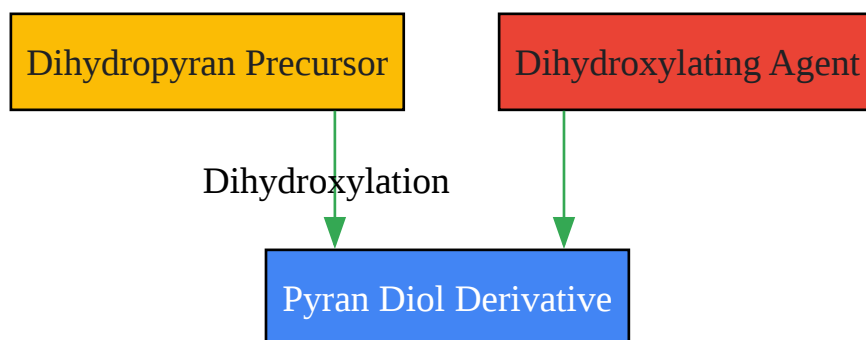 Dihydropyran Precursor
Dihydroxylating Agent
Dihydroxylation
Pyran Diol Derivative